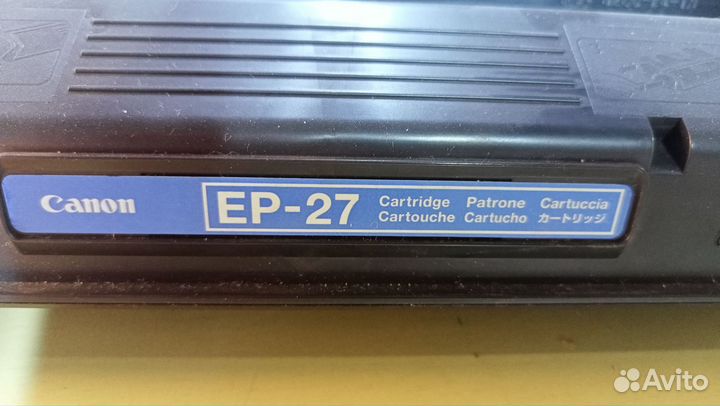 Canon
EP-27
Cartridge Patrone Cartuccia
Cartouche Cartucho カートリッジ
Avito